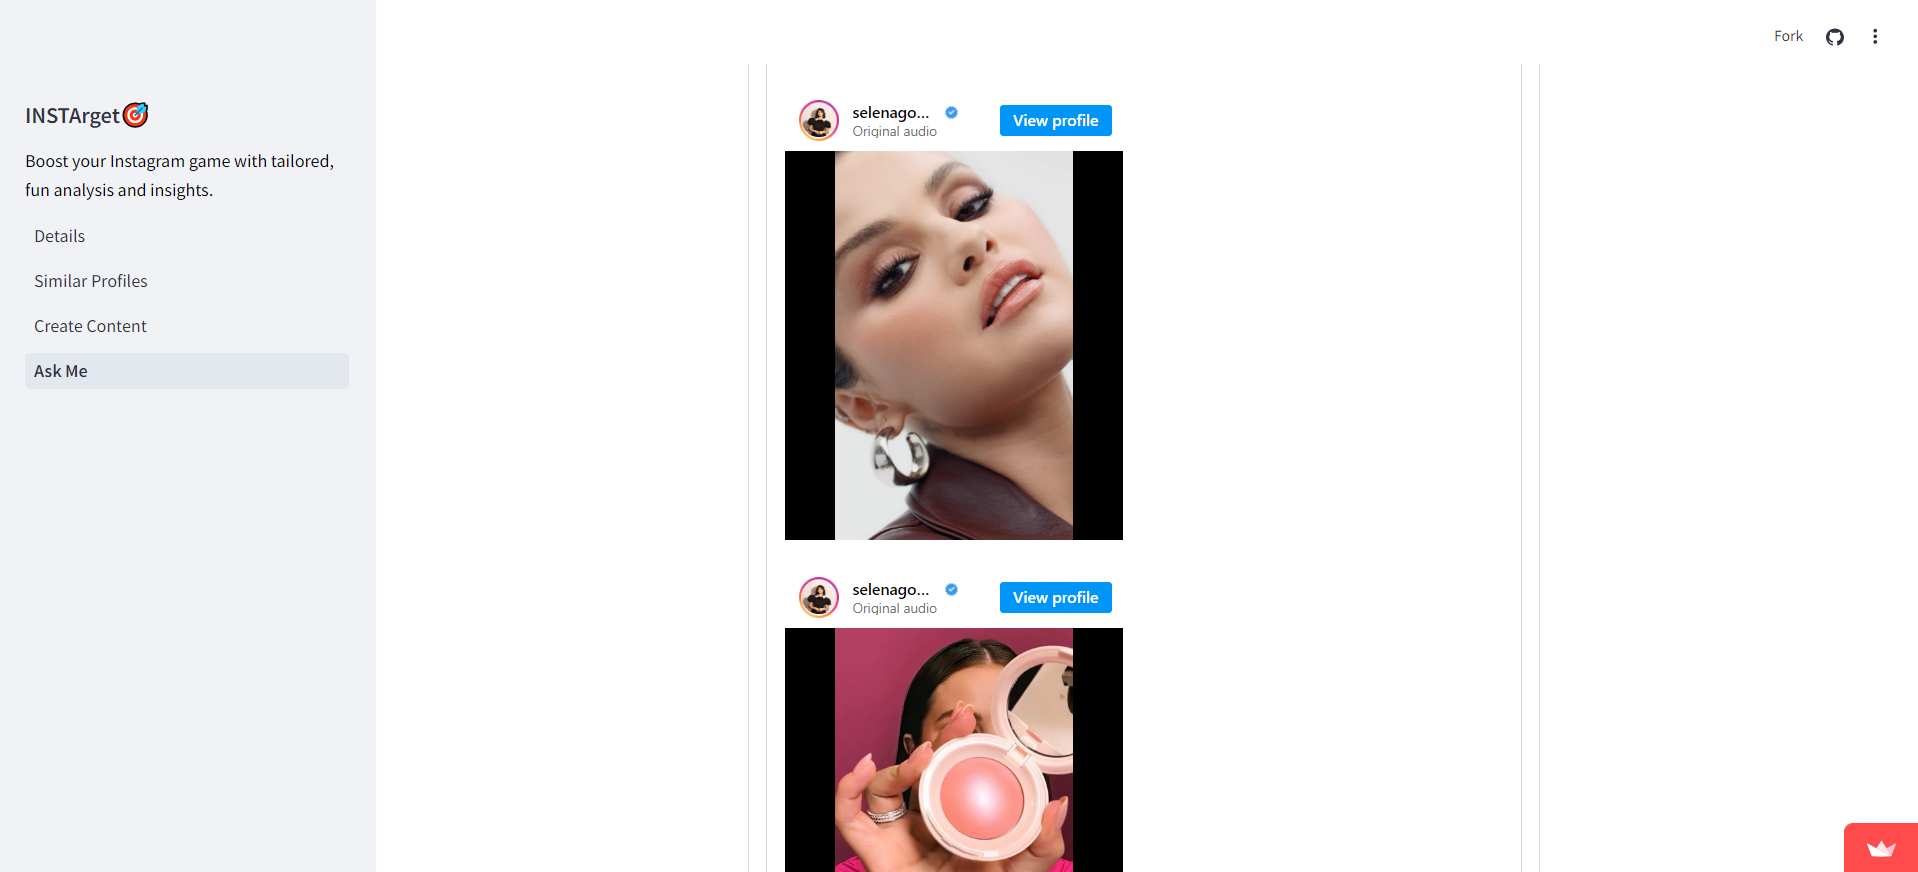 Fork
INSTArget
Boost your Instagram game with tailored,
fun analysis and insights.
Details
Similar Profiles
Create Content
Ask Me
selenago...
Original audio
View profile
selenago...
Original audio
View profile